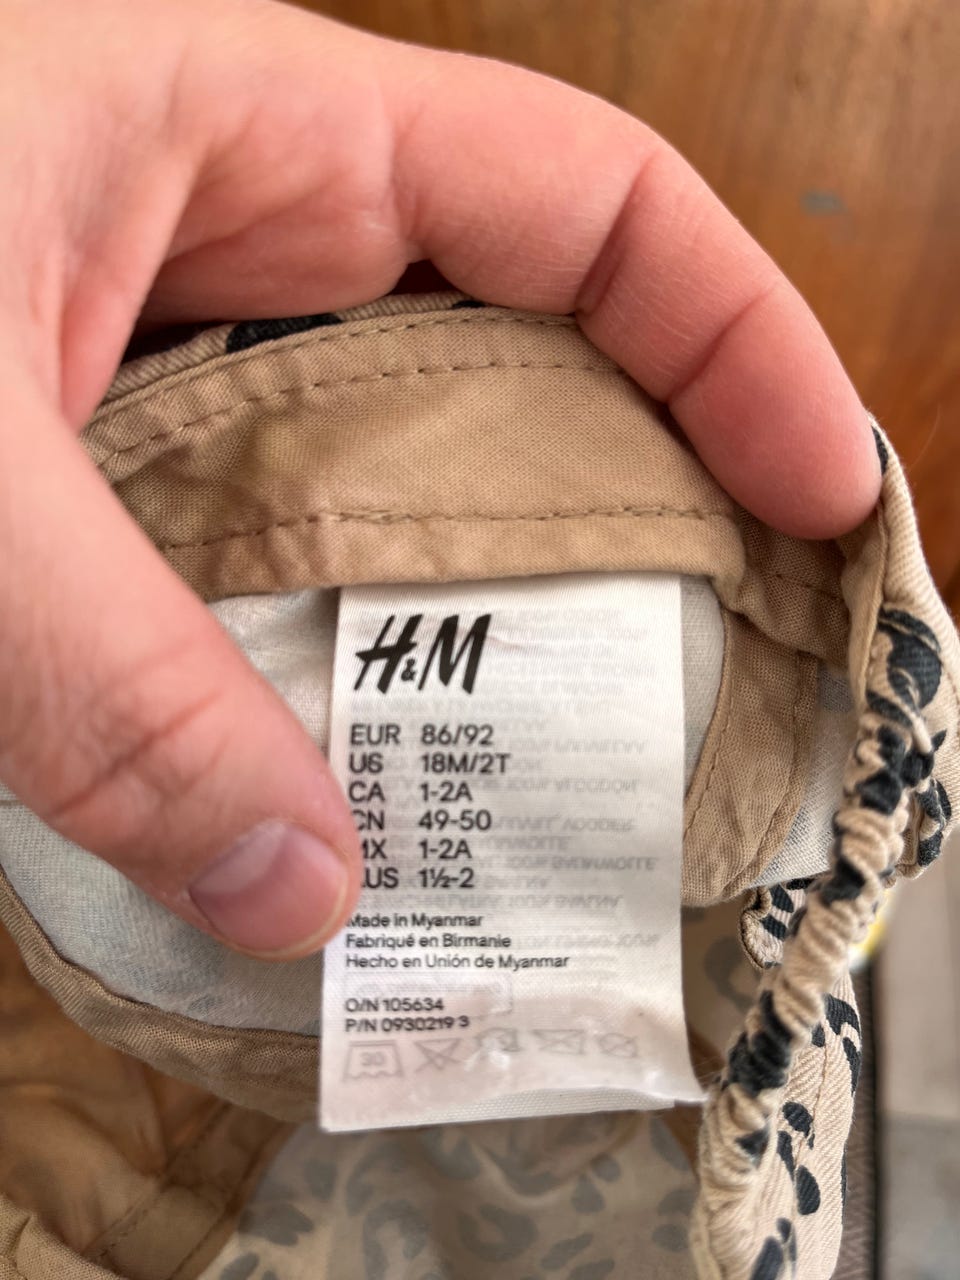 H&M
EUR 86/92
US 18M/2T
CA 1-2A
CN 49-50
MX 1-2A
AUS 1½-2
Made in Myanmar
Fabriqué en Birmanie
Hecho en Unión de Myanmar
O/N 105634
P/N 0930219 3
30